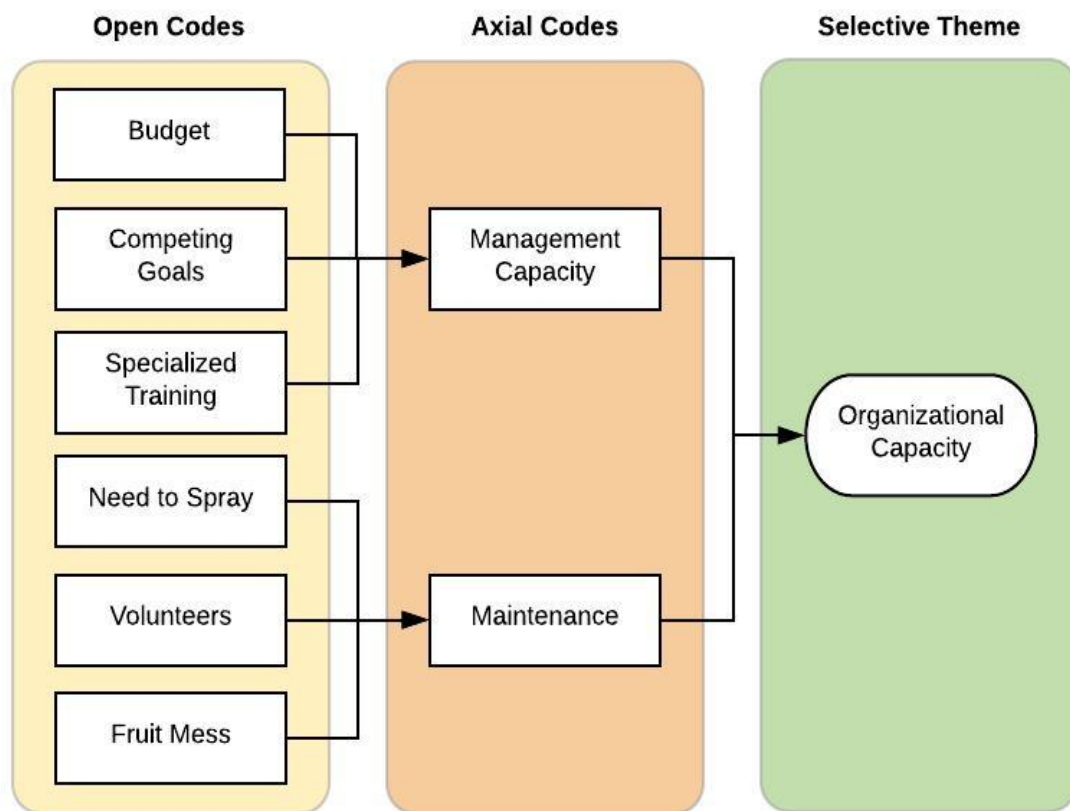 Open Codes
Axial Codes
Selective Theme
Budget
Competing
Goals
Specialized
Training
Need to Spray
Volunteers
Fruit Mess
Management
Capacity
Maintenance
Organizational
Capacity